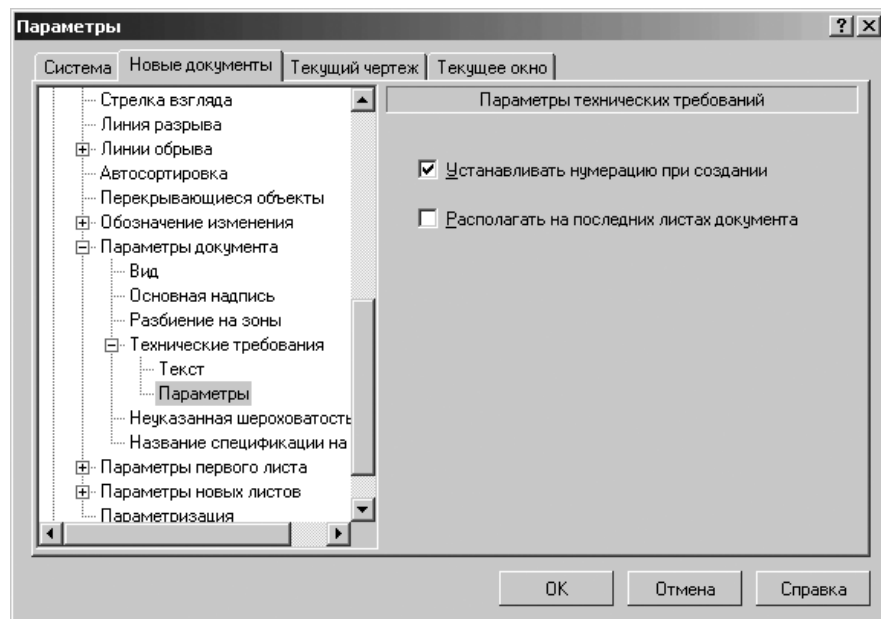 Параметры
Система Новые документы Текущий чертеж Текущее окно
Стрелка взгляда
Линия разрыва
Линии обрыва
Автосортировка
Перекрывающиеся объекты
Обозначение изменения
Параметры документа
Вид
Основная надпись
Разбиение на зоны
Технические требования
Текст
Параметры
Неуказанная шероховатость
Название спецификации на
Параметры первого листа
Параметры новых листов
Параметризация
Параметры технических требований
Устанавливать нумерацию при создании
Располагать на последних листах документа
OK Отмена Справка